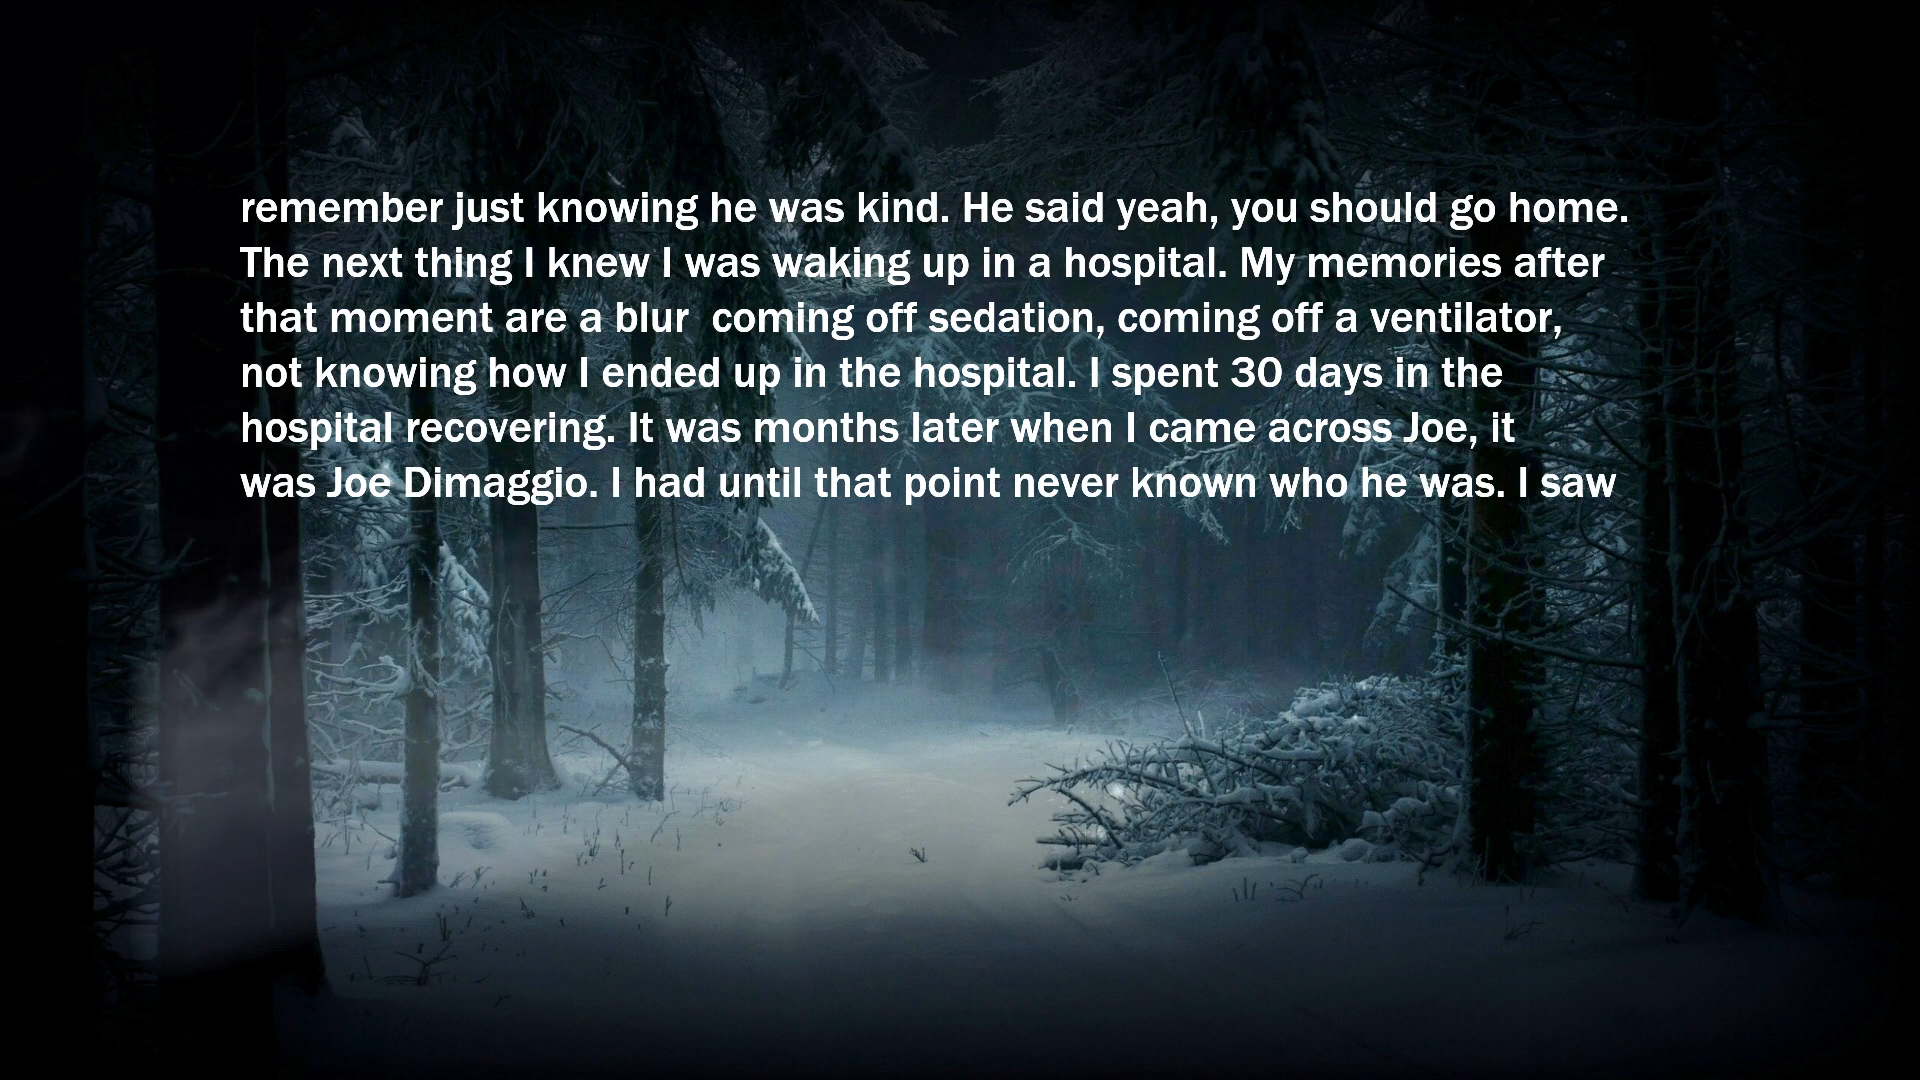 remember just knowing he was kind. He said yeah, you should go home.
The next thing I knew I was waking up in a hospital. My memories after
that moment are a blur  coming off sedation, coming off a ventilator,
not knowing how I ended up in the hospital. I spent 30 days in the
hospital recovering. It was months later when I came across Joe, it
was Joe Dimaggio. I had until that point never known who he was. I saw